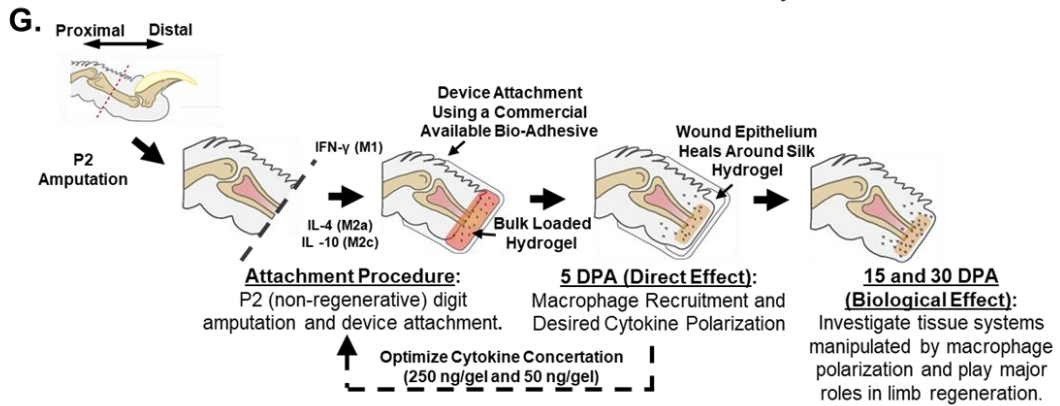 G.
Proximal Distal
P2
Amputation
IFN-γ (M1)
IL-4 (M2a)
IL -10 (M2c)
Device Attachment
Using a Commercial
Available Bio-Adhesive
Bulk Loaded
Hydrogel
Wound Epithelium
Heals Around Silk
Hydrogel
Attachment Procedure:
P2 (non-regenerative) digit
amputation and device attachment.
5 DPA (Direct Effect):
Macrophage Recruitment and
Desired Cytokine Polarization
15 and 30 DPA
(Biological Effect):
Investigate tissue systems
manipulated by macrophage
polarization and play major
roles in limb regeneration.
Optimize Cytokine Concertation
(250 ng/gel and 50 ng/gel)